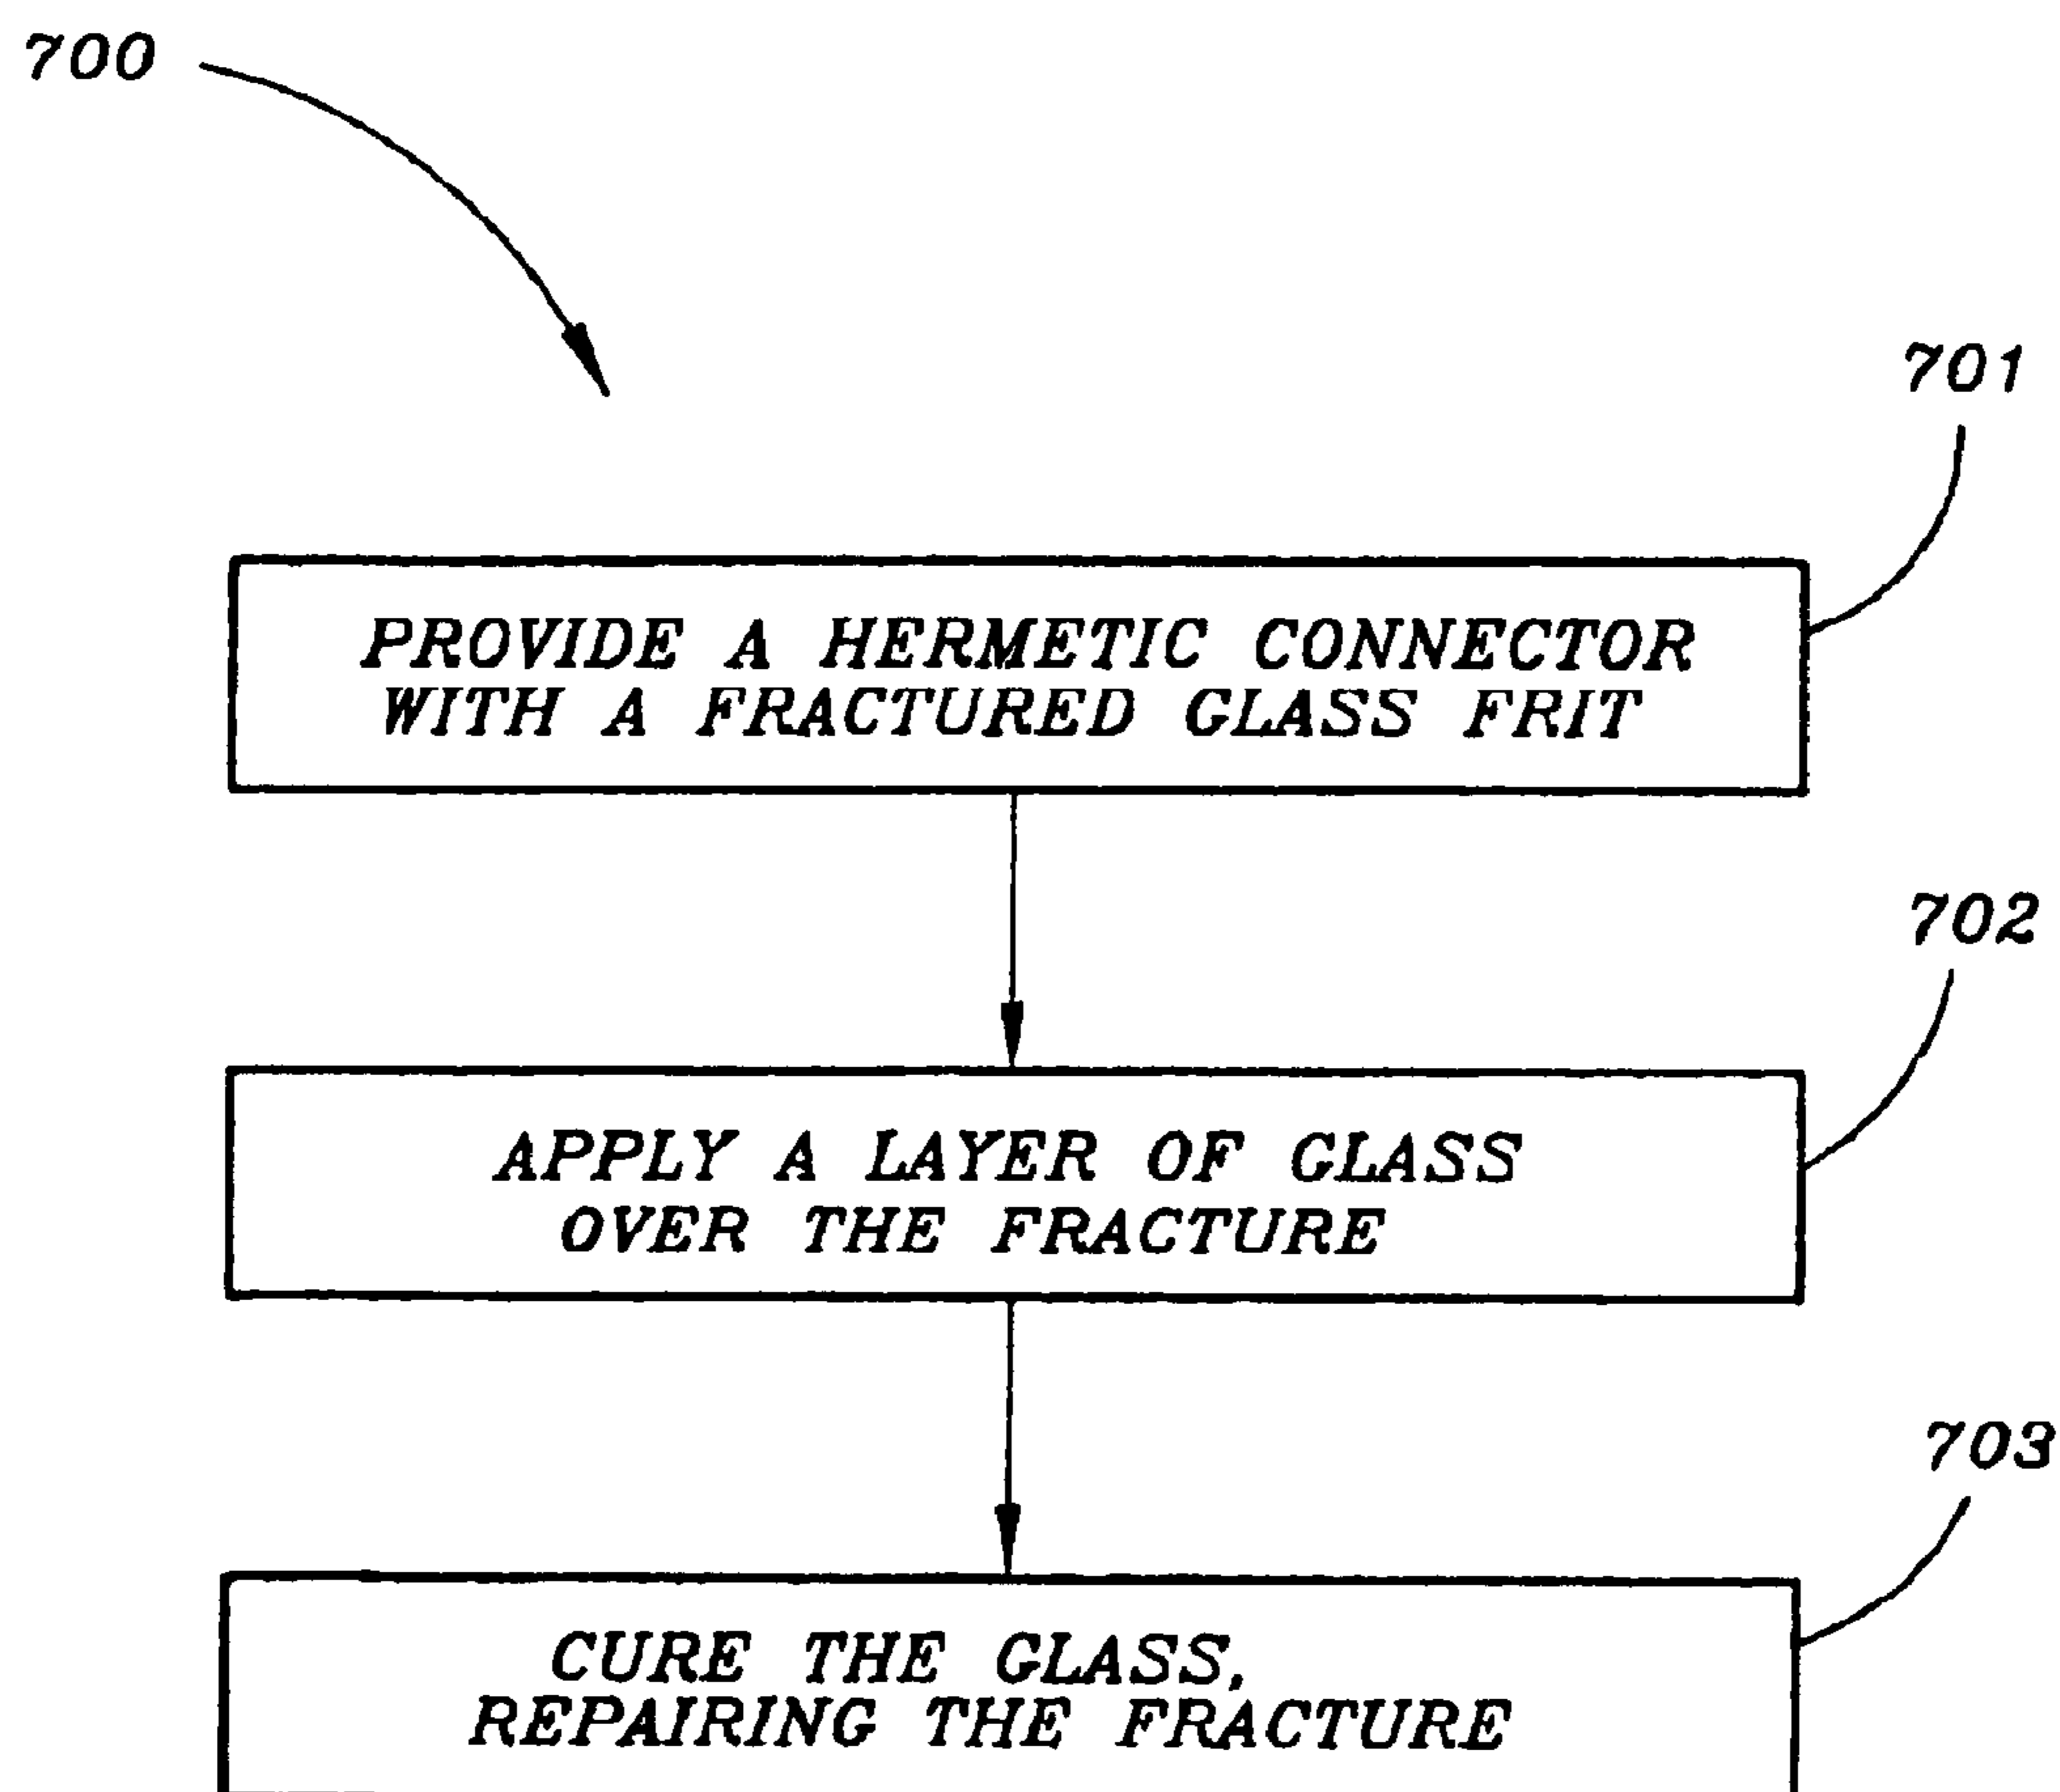 700
701
PROVIDE A HERMETIC CONNECTOR
WITH A FRACTURED GLASS FRIT
702
APPLY A LAYER OF GLASS
OVER THE FRACTURE
703
CURE THE GLASS,
REPAIRING THE FRACTURE